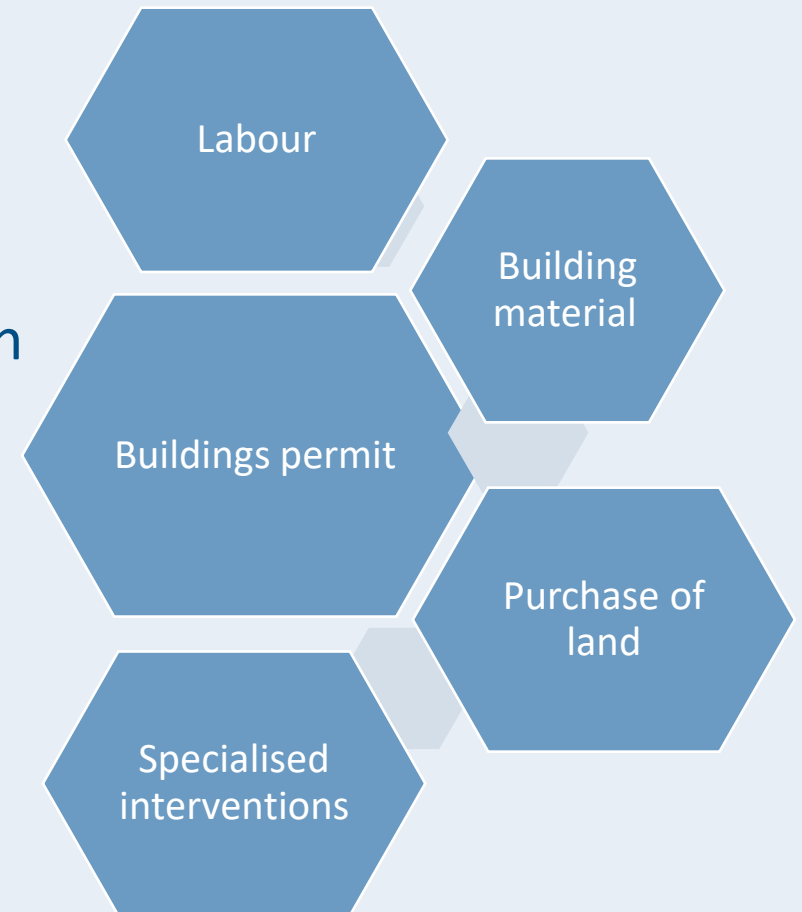 Labour
Building
material
n
Buildings permit
Purchase of
land
Specialised
interventions